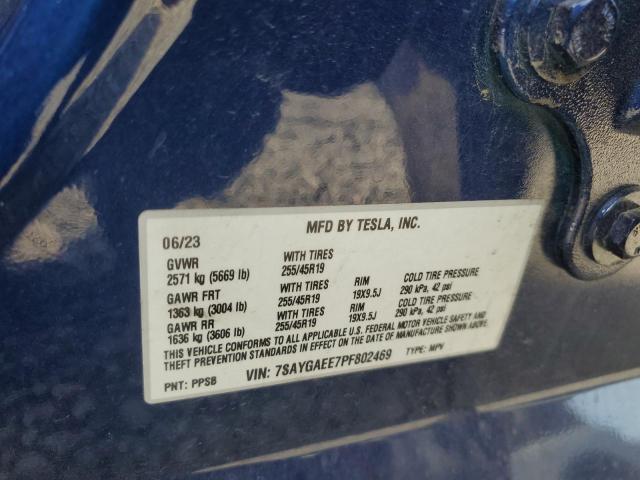 MFD BY TESLA, INC.
06/23
GVWR WITH TIRES
2571 kg (5669 lb) 255/45R19
GAWR FRT WITH TIRES RIM COLD TIRE PRESSURE
1363 kg (3004 lb) 255/45R19 19X9.5J 290 kPa, 42 psi
GAWR RR WITH TIRES RIM COLD TIRE PRESSURE
1636 kg (3606 lb) 255/45R19 19X9.5J 290 kPa, 42 psi
THIS VEHICLE CONFORMS TO ALL APPLICABLE U.S. FEDERAL MOTOR VEHICLE SAFETY AND
THEFT PREVENTION STANDARDS IN EFFECT ON THE DATE OF MANUFACTURE SHOWN ABOVE.
PNT: PPSB VIN: 7SAYGAEE7PF802469 TYPE: MPV